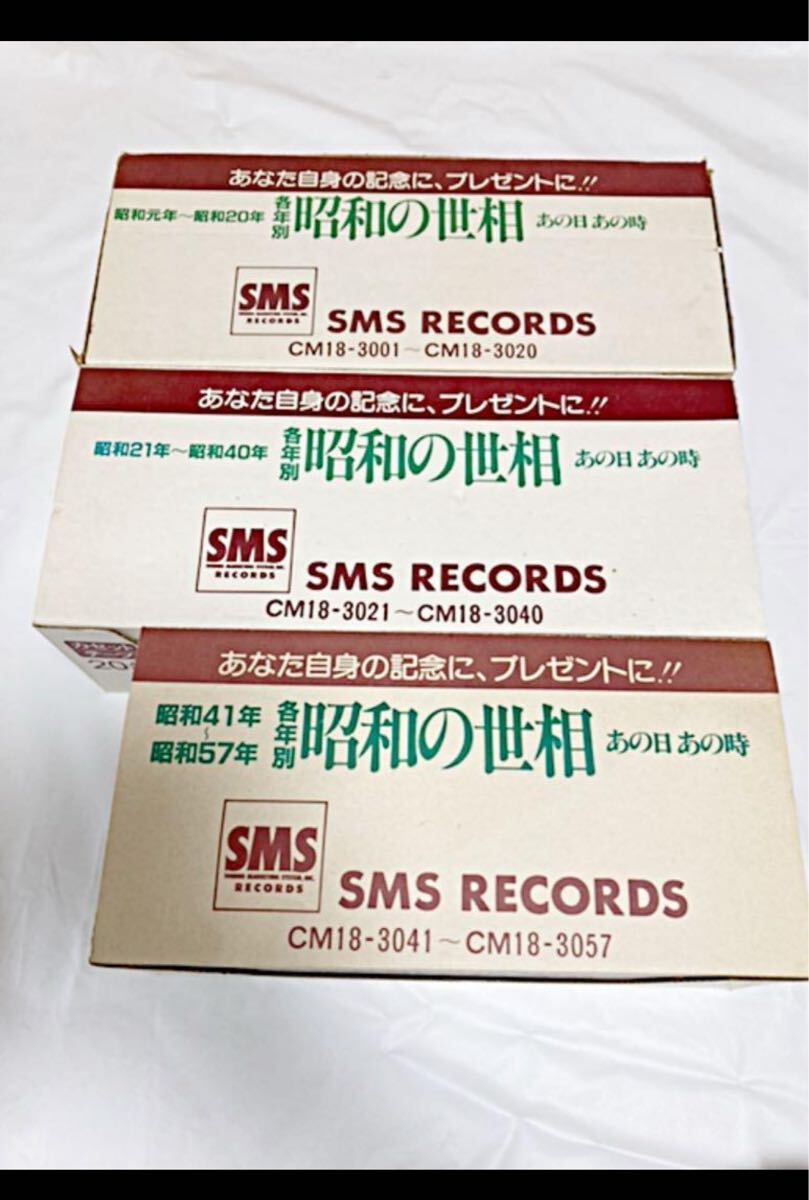 あなた自身の記念に、プレゼントに!!
昭和元年〜昭和20年 各年別 昭和の世相 あの日 あの時
SMS
RECORDS
SMS RECORDS
CM18-3001〜CM18-3020
あなた自身の記念に、プレゼントに!!
昭和21年〜昭和40年 各年別 昭和の世相 あの日 あの時
SMS
RECORDS
SMS RECORDS
CM18-3021〜CM18-3040
あなた自身の記念に、プレゼントに!!
昭和41年〜昭和57年 各年別 昭和の世相 あの日 あの時
SMS
RECORDS
SMS RECORDS
CM18-3041〜CM18-3057